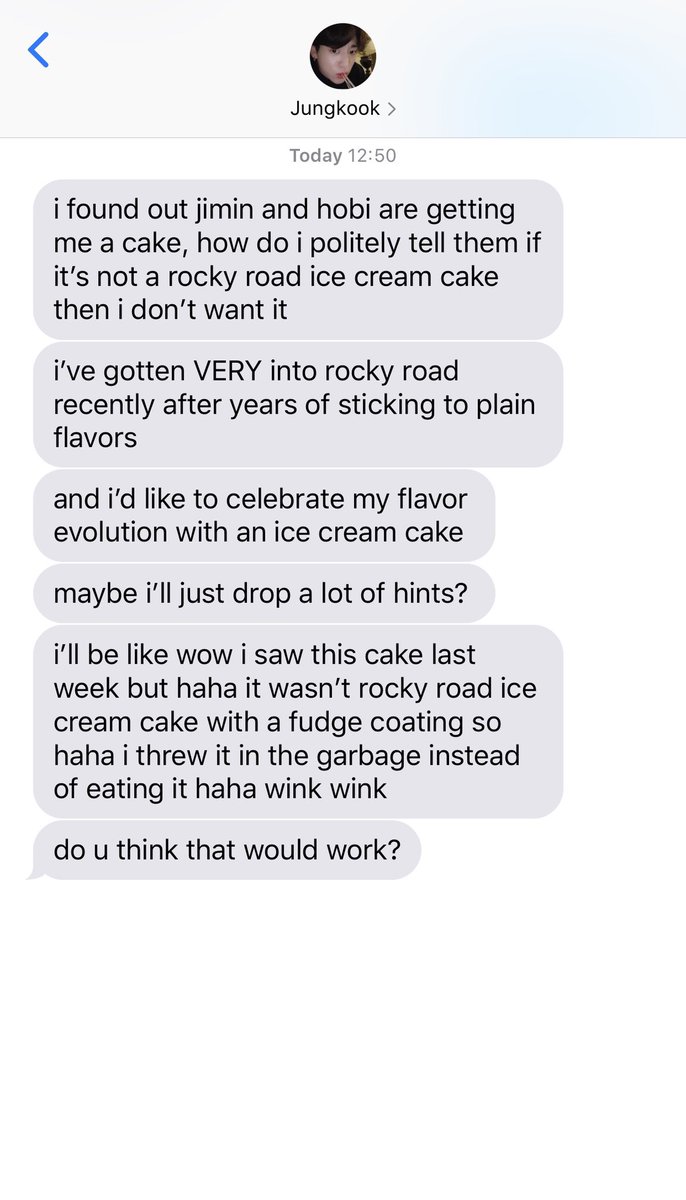 Jungkook >
Today 12:50
i found out jimin and hobi are getting
me a cake, how do i politely tell them if
it’s not a rocky road ice cream cake
then i don’t want it
i’ve gotten VERY into rocky road
recently after years of sticking to plain
flavors
and i’d like to celebrate my flavor
evolution with an ice cream cake
maybe i’ll just drop a lot of hints?
i’ll be like wow i saw this cake last
week but haha it wasn’t rocky road ice
cream cake with a fudge coating so
haha i threw it in the garbage instead
of eating it haha wink wink
do u think that would work?